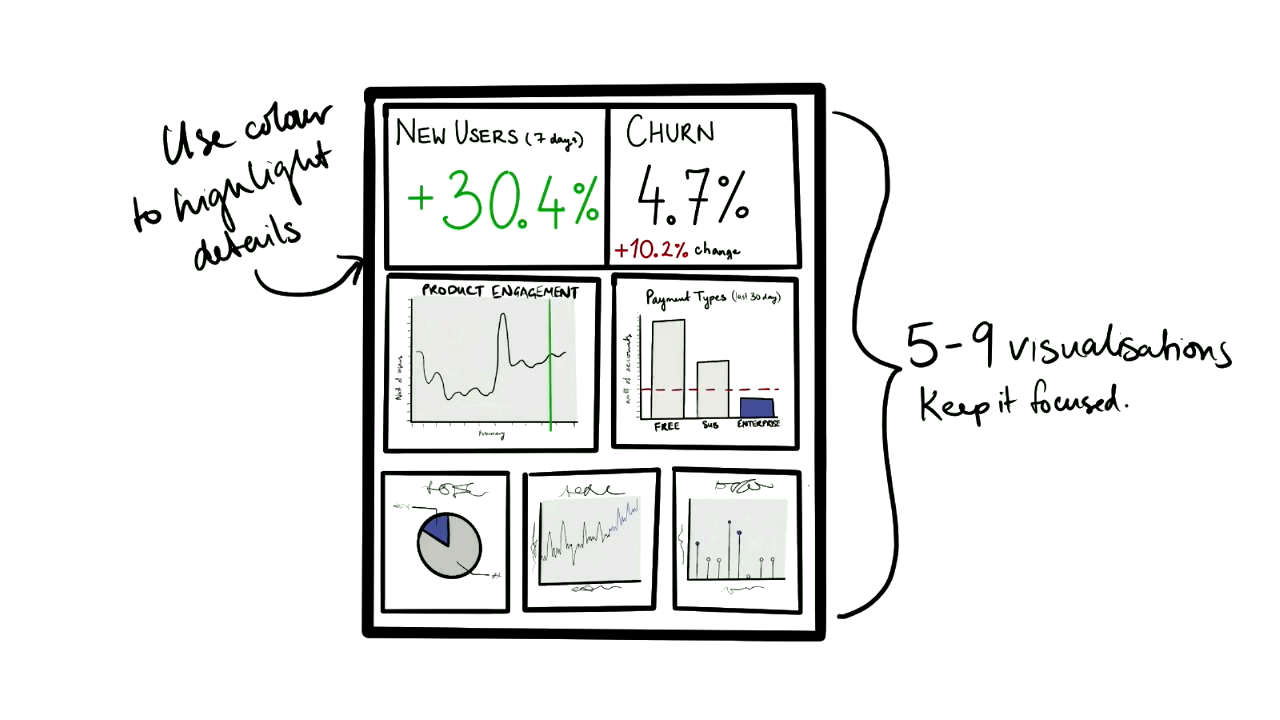 Use colour
to highlight
details
NEW USERS (7 days)
+30.4%
CHURN
4.7%
+10.2% change
PRODUCT ENGAGEMENT
Payment Types (last 30 day)
FREE
SUB
ENTERPRISE
5-9 visualisations
Keep it focused.